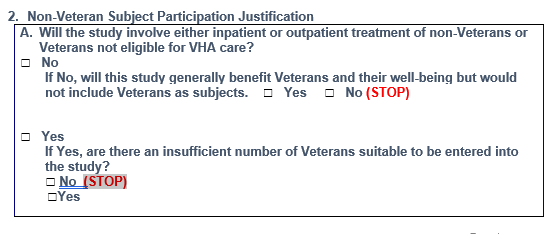 2. Non-Veteran Subject Participation Justification
A. Will the study involve either inpatient or outpatient treatment of non-Veterans or
Veterans not eligible for VHA care?
☐ No
If No, will this study generally benefit Veterans and their well-being but would
not include Veterans as subjects. ☐ Yes ☐ No (STOP)
☐ Yes
If Yes, are there an insufficient number of Veterans suitable to be entered into
the study?
☐ No (STOP)
☐Yes